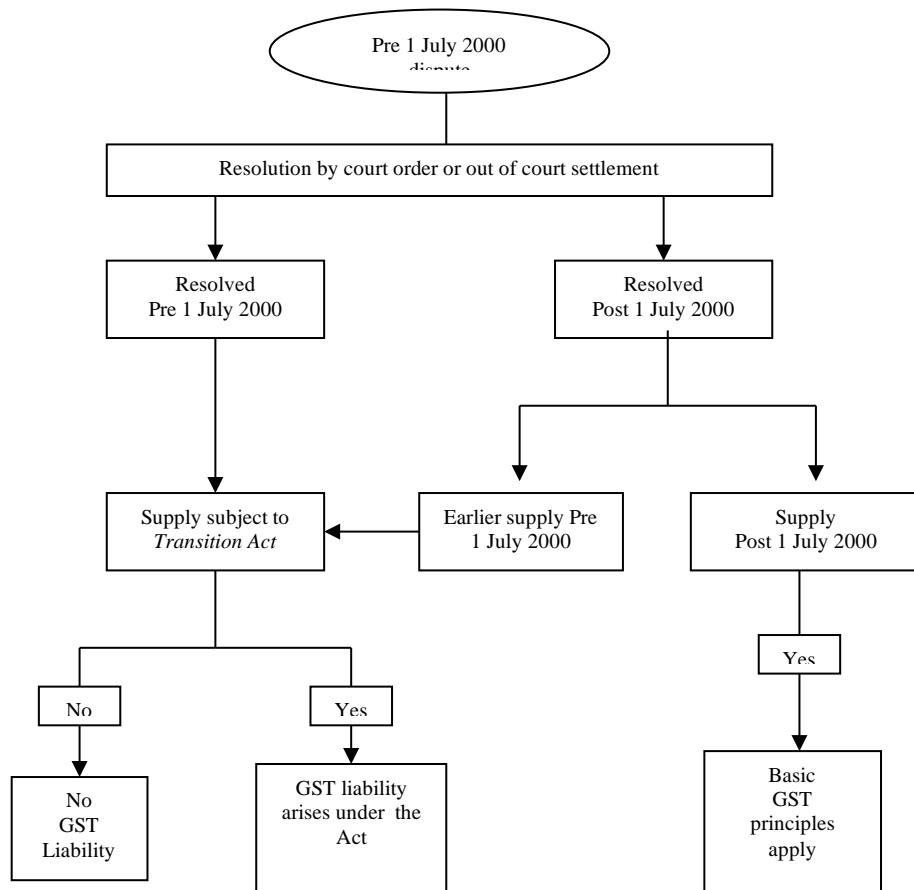 Pre 1 July 2000
dispute
Resolution by court order or out of court settlement
Resolved
Pre 1 July 2000
Resolved
Post 1 July 2000
Supply subject to
Transition Act
Earlier supply Pre
1 July 2000
Supply
Post 1 July 2000
Yes
No
Yes
No
GST
Liability
GST liability
arises under the
Act
Basic
GST
principles
apply